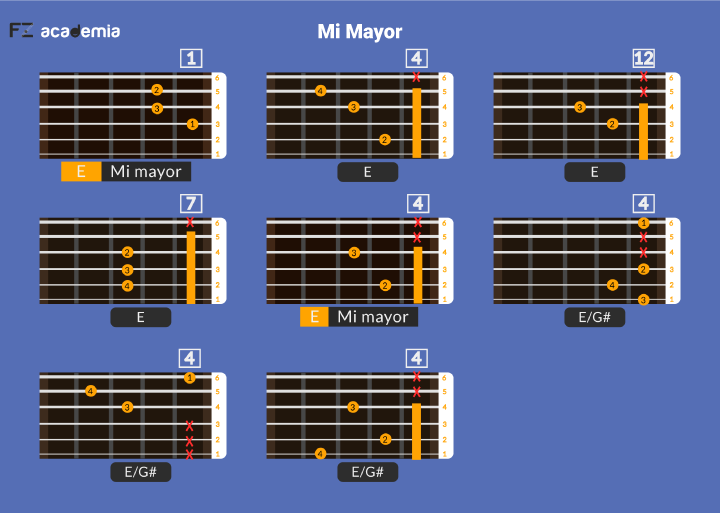 FZ academia
Mi Mayor
1
6
2 5
3 4
1 3
2
1
E Mi mayor
4
X 6
4 5
3 4
3
2 2
1
E
12
X 6
X 5
3 4
2 3
2
1
E
7
X 6
5
2 4
3 3
4 2
1
E
4
X 6
X 5
3 4
3
2 2
1
E Mi mayor
4
1 6
X 5
X 4
2 3
4 2
3 1
E/G#
4
1 6
4 5
3 4
X 3
X 2
X 1
E/G#
4
X 6
X 5
3 4
3
2 2
4 1
E/G#